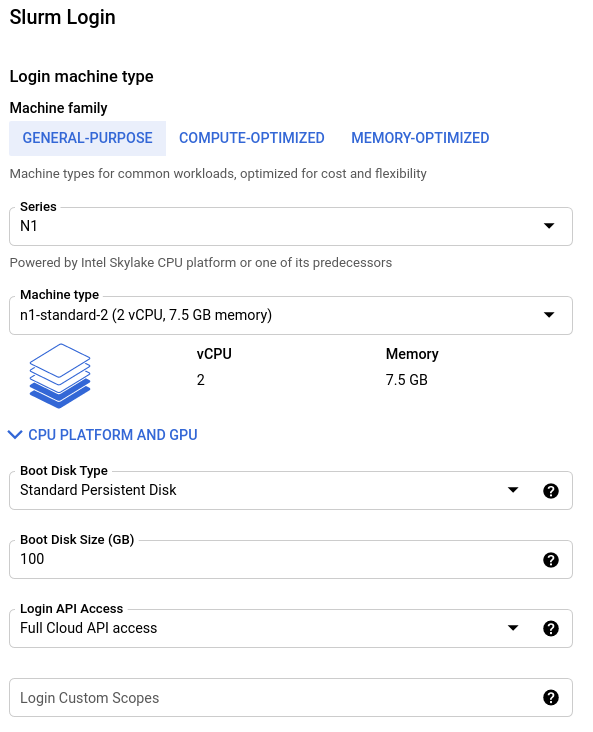 Slurm Login
Login machine type
Machine family
GENERAL-PURPOSE COMPUTE-OPTIMIZED MEMORY-OPTIMIZED
Machine types for common workloads, optimized for cost and flexibility
Series
N1
Powered by Intel Skylake CPU platform or one of its predecessors
Machine type
n1-standard-2 (2 vCPU, 7.5 GB memory)
vCPU Memory
2 7.5 GB
CPU PLATFORM AND GPU
Boot Disk Type
Standard Persistent Disk
Boot Disk Size (GB)
100
Login API Access
Full Cloud API access
Login Custom Scopes